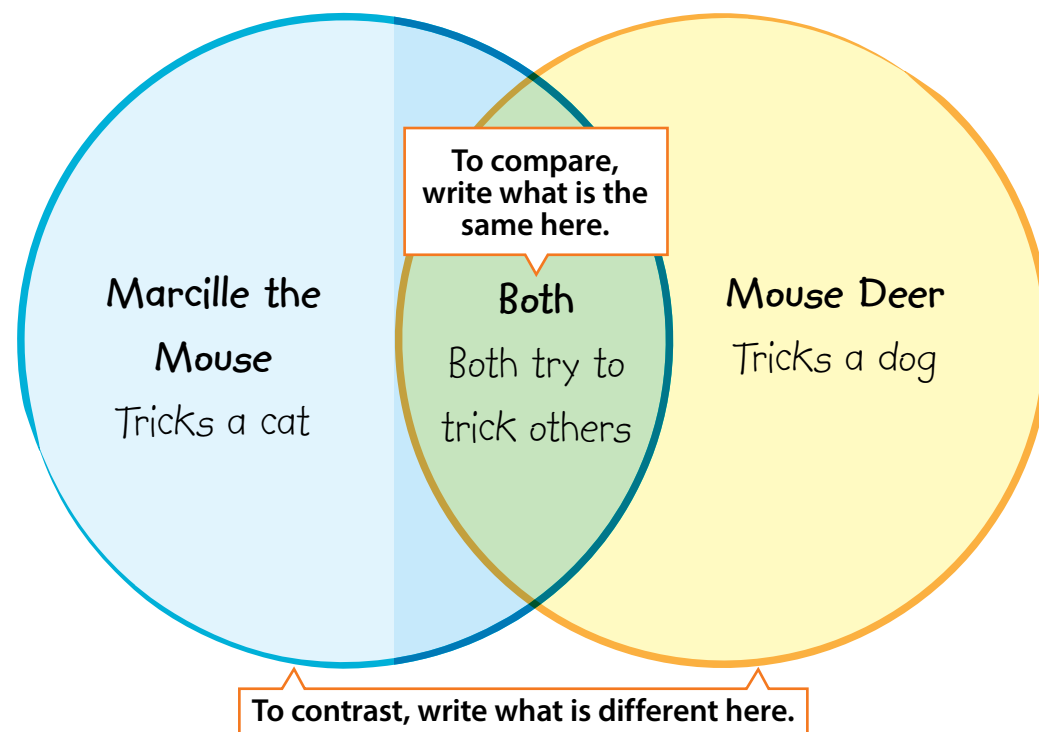 To compare,
write what is the
same here.
Marcille the
Mouse
Tricks a cat
Both
Both try to
trick others
Mouse Deer
Tricks a dog
To contrast, write what is different here.